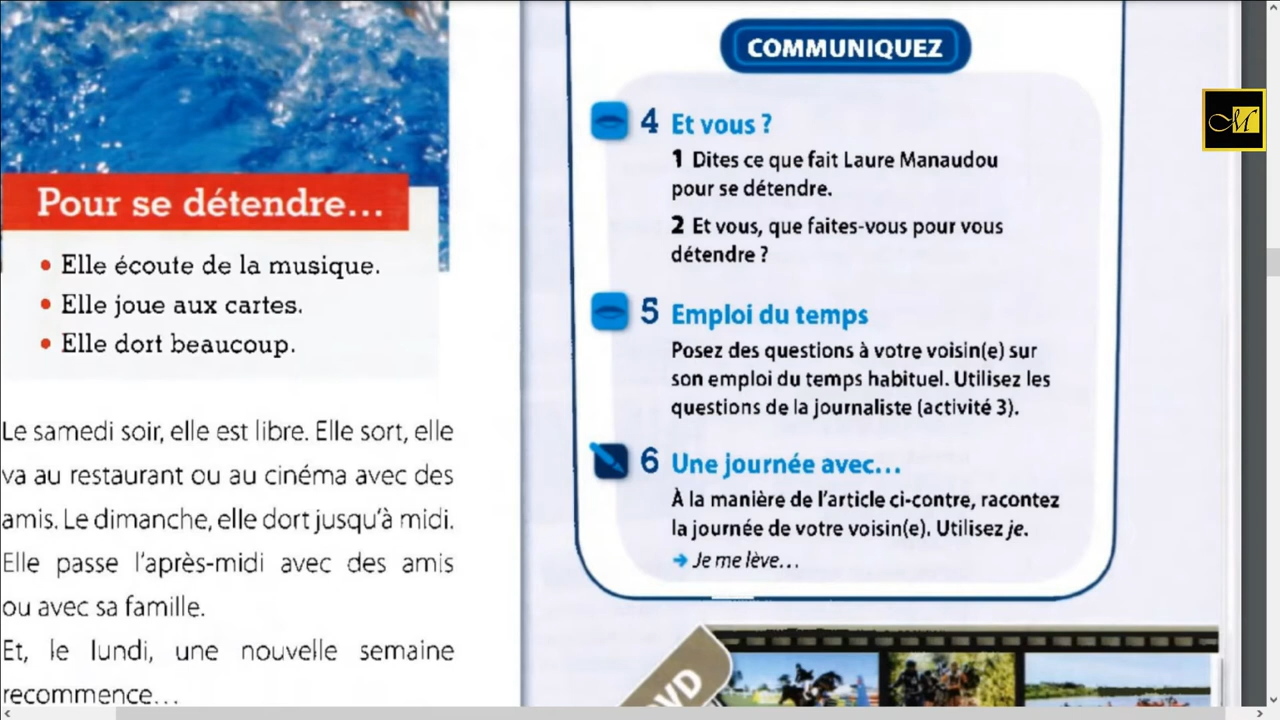 Pour se détendre...
• Elle écoute de la musique.
• Elle joue aux cartes.
• Elle dort beaucoup.
Le samedi soir, elle est libre. Elle sort, elle
va au restaurant ou au cinéma avec des
amis. Le dimanche, elle dort jusqu'à midi.
Elle passe l'après-midi avec des amis
ou avec sa famille.
Et, le lundi, une nouvelle semaine
recommence...
COMMUNIQUEZ
4 Et vous ?
1 Dites ce que fait Laure Manaudou
pour se détendre.
2 Et vous, que faites-vous pour vous
détendre ?
5 Emploi du temps
Posez des questions à votre voisin(e) sur
son emploi du temps habituel. Utilisez les
questions de la journaliste (activité 3).
6 Une journée avec...
À la manière de l'article ci-contre, racontez
la journée de votre voisin(e). Utilisez je.
→ Je me lève...
DVD
M